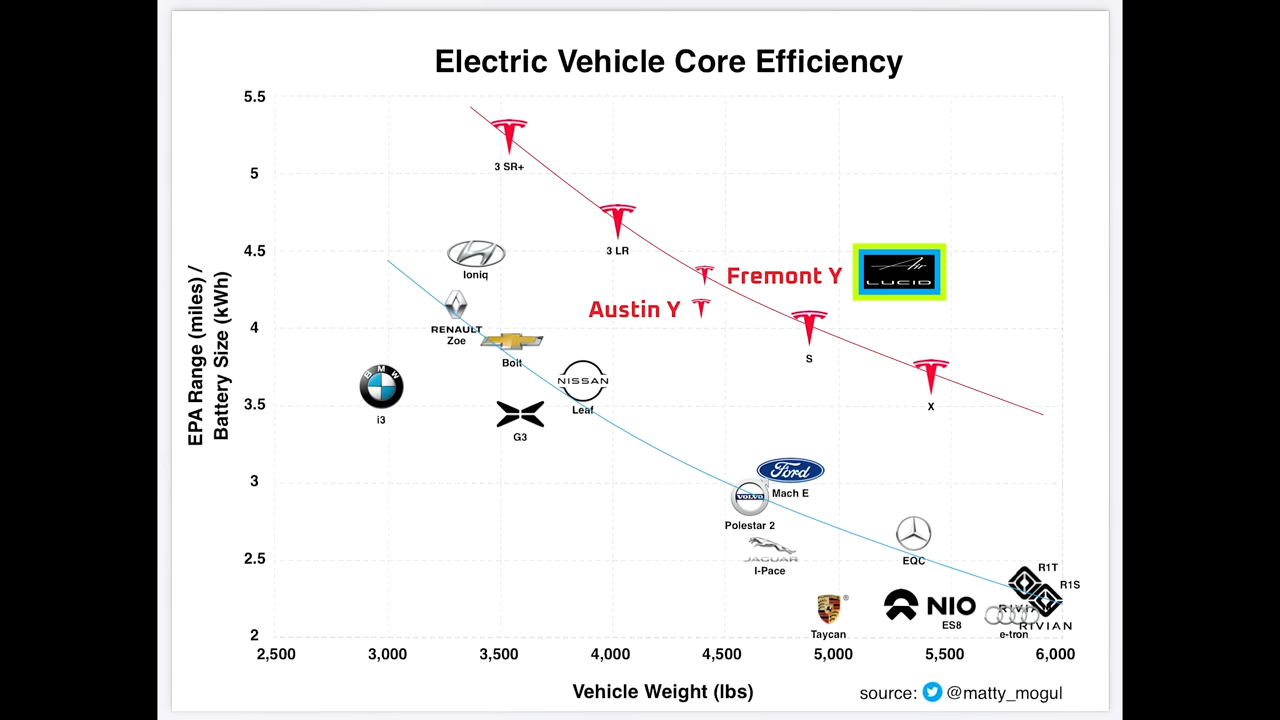 Electric Vehicle Core Efficiency
EPA Range (miles) /
Battery Size (kWh)
5.5
5
4.5
4
3.5
3
2.5
2
3 SR+
3 LR
Ioniq
Fremont Y
Air
LUCID
Austin Y
RENAULT
Zoe
S
Bolt
BMW
i3
NISSAN
Leaf
X
G3
Ford
Mach E
VOLVO
Polestar 2
JAGUAR
I-Pace
EQC
R1T
R1S
®
Taycan
NIO
ES8
RIVIAN
e-tron
2,500
3,000
3,500
4,000
4,500
5,000
5,500
6,000
Vehicle Weight (lbs)
source: @matty_mogul